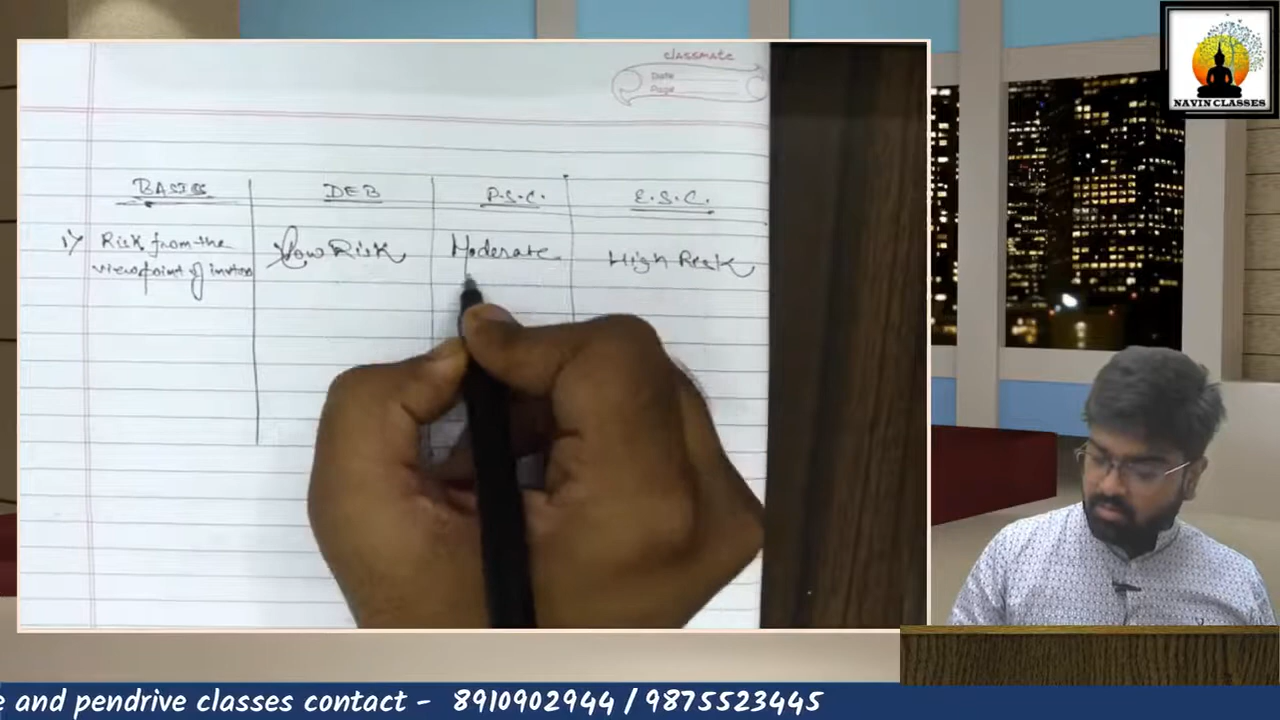 classmate
Date
Page
NAVIN CLASSES
BASIS DEB P.S.C. E.S.C.
1) Risk from the Low Risk Moderate High Risk
viewpoint of
e and pendrive classes contact - 8910902944 / 9875523445